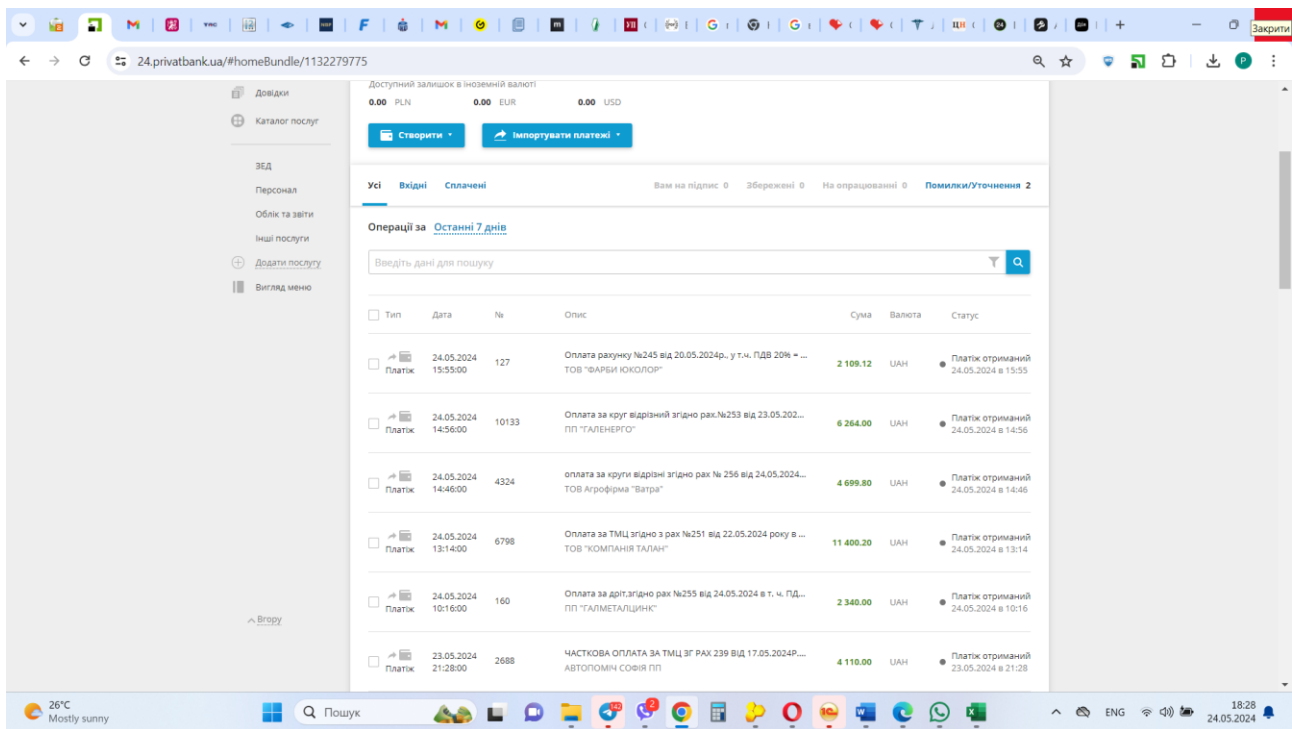 Закрити
24.privatbank.ua/#homeBundle/1132279775
Довідки
Каталог послуг
ЗЕД
Персонал
Облік та звіти
Інші послуги
Додати послугу
Вигляд меню
Вгору
Доступний залишок в іноземній валюті
0.00 PLN 0.00 EUR 0.00 USD
Створити Імпортувати платежі
Усі Вхідні Сплачені Вам на підпис 0 Збережені 0 На опрацюванні 0 Помилки/Уточнення 2
Операції за Останні 7 днів
Введіть дані для пошуку
Тип Дата № Опис Сума Валюта Статус
Платіж 24.05.2024 15:55:00 127 Оплата рахунку №245 від 20.05.2024р., у т.ч. ПДВ 20% = ... 2 109.12 UAH Платіж отриманий
ТОВ "ФАРБИ ЮКОЛОР" 24.05.2024 в 15:55
Платіж 24.05.2024 14:56:00 10133 Оплата за круг відрізний згідно рах.№253 від 23.05.202... 6 264.00 UAH Платіж отриманий
ПП "ГАЛЕНЕРГО" 24.05.2024 в 14:56
Платіж 24.05.2024 14:46:00 4324 оплата за круги відрізні згідно рах № 256 від 24,05,2024... 4 699.80 UAH Платіж отриманий
ТОВ Агрофірма "Ватра" 24.05.2024 в 14:46
Платіж 24.05.2024 13:14:00 6798 Оплата за ТМЦ згідно з рах №251 від 22.05.2024 року в ... 11 400.20 UAH Платіж отриманий
ТОВ "КОМПАНІЯ ТАЛАН" 24.05.2024 в 13:14
Платіж 24.05.2024 10:16:00 160 Оплата за дріт,згідно рах №255 від 24.05.2024 в т. ч. ПД... 2 340.00 UAH Платіж отриманий
ПП "ГАЛМЕТАЛЦИНК" 24.05.2024 в 10:16
Платіж 23.05.2024 21:28:00 2688 ЧАСТКОВА ОПЛАТА ЗА ТМЦ ЗГ РАХ 239 ВІД 17.05.2024Р.... 4 110.00 UAH Платіж отриманий
АВТОПОМІЧ СОФІЯ ПП 23.05.2024 в 21:28
26°C
Mostly sunny
Пошук
ENG
18:28
24.05.2024